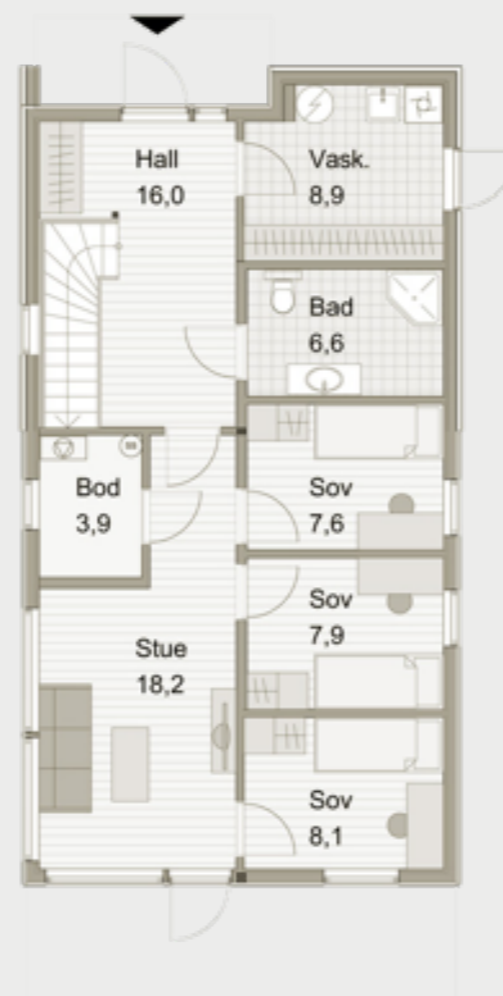 Hall
16,0
Vask.
8,9
Bad
6,6
Bod
3,9
Sov
7,6
Sov
7,9
Stue
18,2
Sov
8,1